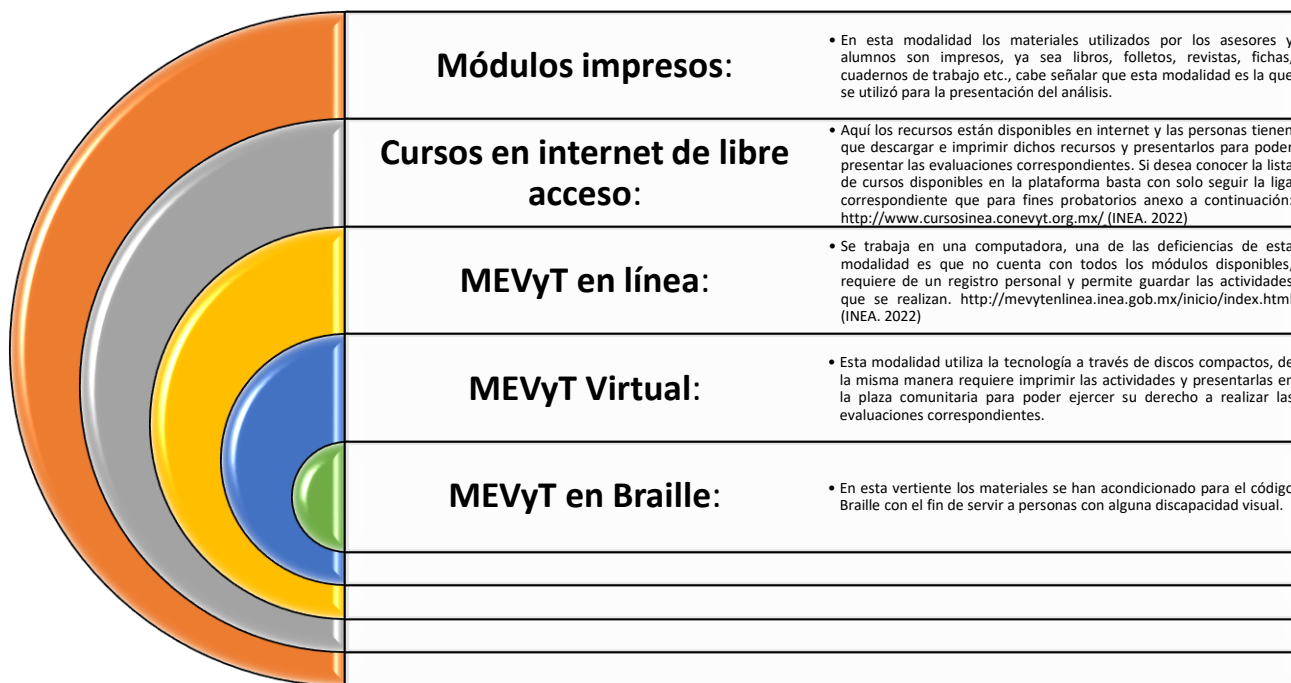 Módulos impresos:
• En esta modalidad los materiales utilizados por los asesores y
alumnos son impresos, ya sea libros, folletos, revistas, fichas,
cuadernos de trabajo etc., cabe señalar que esta modalidad es la que
se utilizó para la presentación del análisis.
Cursos en internet de libre
acceso:
• Aquí los recursos están disponibles en internet y las personas tienen
que descargar e imprimir dichos recursos y presentarlos para poder
presentar las evaluaciones correspondientes. Si desea conocer la lista
de cursos disponibles en la plataforma basta con solo seguir la liga
correspondiente que para fines probatorios anexo a continuación:
http://www.cursosinea.conevyt.org.mx/ (INEA. 2022)
MEVyT en línea:
• Se trabaja en una computadora, una de las deficiencias de esta
modalidad es que no cuenta con todos los módulos disponibles,
requiere de un registro personal y permite guardar las actividades
que se realizan. http://mevytenlinea.inea.gob.mx/inicio/index.html
(INEA. 2022)
MEVyT Virtual:
• Esta modalidad utiliza la tecnología a través de discos compactos, de
la misma manera requiere imprimir las actividades y presentarlas en
la plaza comunitaria para poder ejercer su derecho a realizar las
evaluaciones correspondientes.
MEVyT en Braille:
• En esta vertiente los materiales se han acondicionado para el código
Braille con el fin de servir a personas con alguna discapacidad visual.